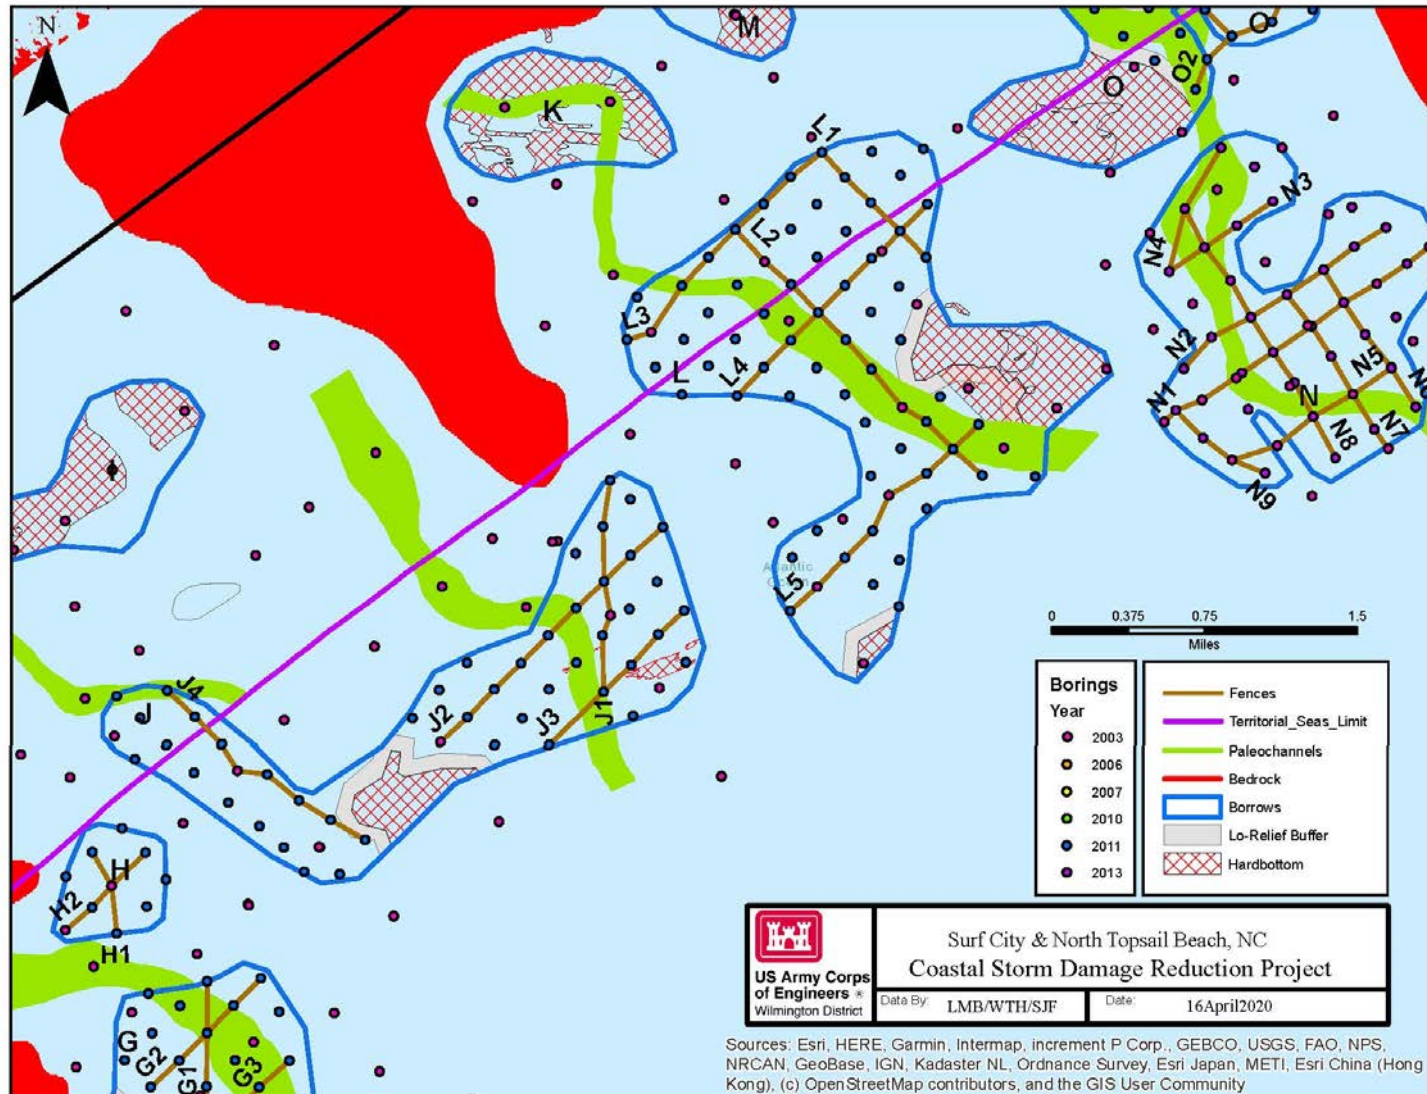 N
M
O
K
O2
O
L1
N3
L2
N4
L3
N2
L
L4
N5
N1
N
N7
N8
N9
I
Atlantic
Ocean
L5
J4
J
J2
J3
J1
H
H2
H1
G
G2
G1
G3
0 0.375 0.75 1.5
Miles
Borings
Year
2003
2006
2007
2010
2011
2013
Fences
Territorial_Seas_Limit
Paleochannels
Bedrock
Borrows
Lo-Relief Buffer
Hardbottom
US Army Corps
of Engineers ®
Wilmington District
Surf City & North Topsail Beach, NC
Coastal Storm Damage Reduction Project
Data By: LMB/WTH/SJF Date: 16April2020
Sources: Esri, HERE, Garmin, Intermap, increment P Corp., GEBCO, USGS, FAO, NPS,
NRCAN, GeoBase, IGN, Kadaster NL, Ordnance Survey, Esri Japan, METI, Esri China (Hong
Kong), (c) OpenStreetMap contributors, and the GIS User Community